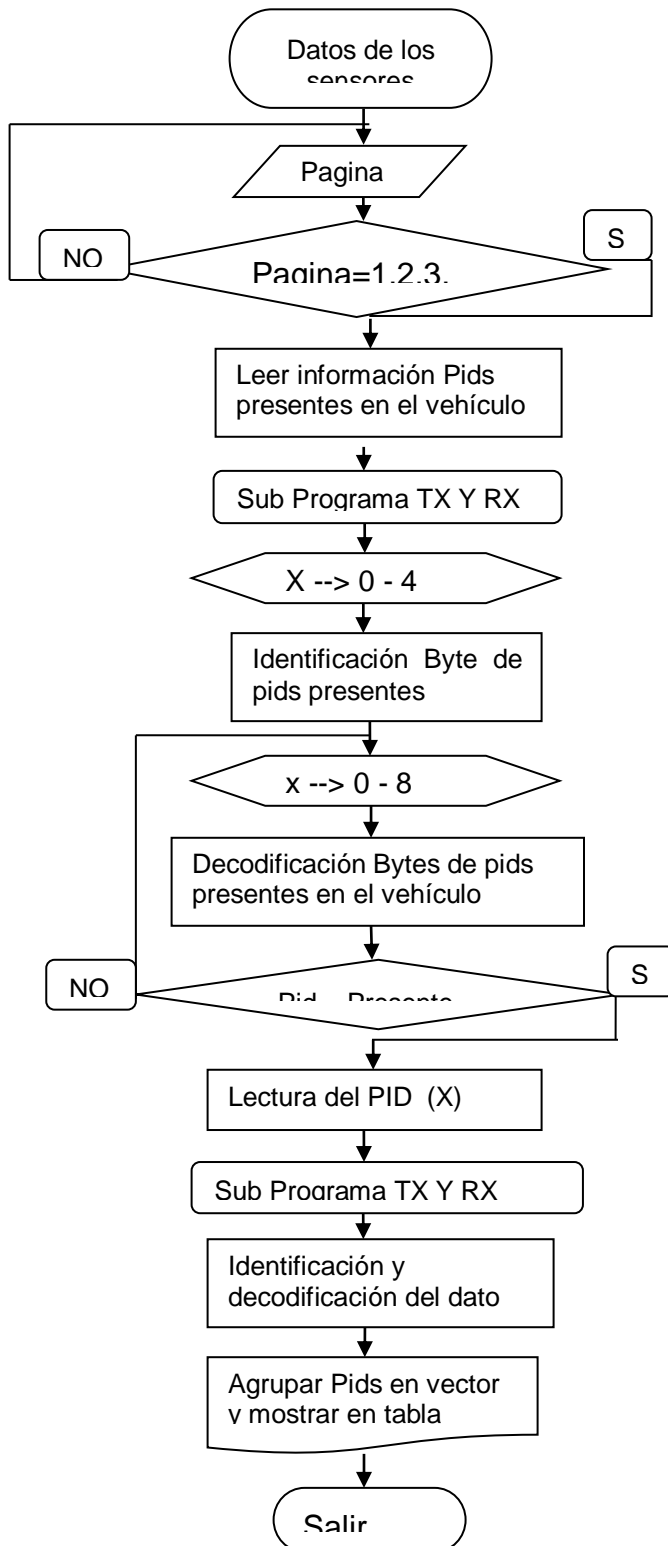 Datos de los
sensores
Pagina
NO
S
Pagina=1,2,3,
Leer información Pids
presentes en el vehículo
Sub Programa TX Y RX
X --> 0 - 4
Identificación Byte de
pids presentes
x --> 0 - 8
Decodificación Bytes de pids
presentes en el vehículo
NO
S
Pid Presente
Lectura del PID (X)
Sub Programa TX Y RX
Identificación y
decodificación del dato
Agrupar Pids en vector
y mostrar en tabla
Salir